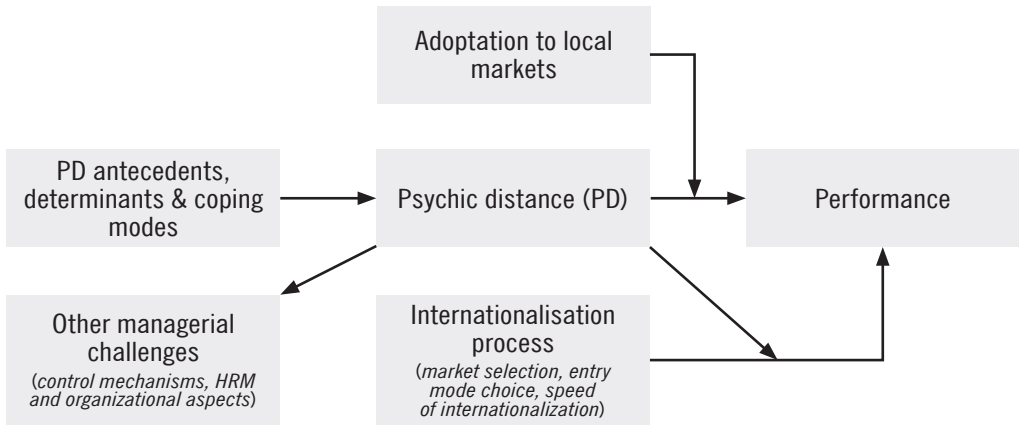 Adoptation to local
markets
PD antecedents,
determinants & coping
modes
Psychic distance (PD)
Performance
Other managerial
challenges
(control mechanisms, HRM
and organizational aspects)
Internationalisation
process
(market selection, entry
mode choice, speed
of internationalization)